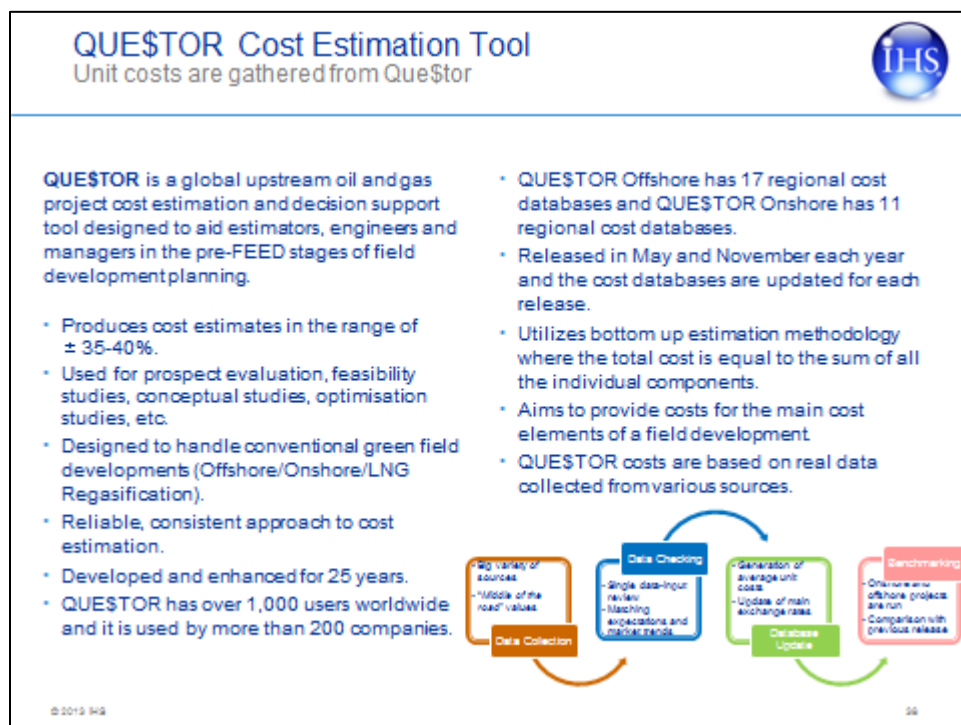 QUE$TOR Cost Estimation Tool
Unit costs are gathered from Que$tor
iHS
QUE$TOR is a global upstream oil and gas
project cost estimation and decision support
tool designed to aid estimators, engineers and
managers in the pre-FEED stages of field
development planning.
· Produces cost estimates in the range of
± 35-40%.
· Used for prospect evaluation, feasibility
studies, conceptual studies, optimisation
studies, etc.
· Designed to handle conventional green field
developments (Offshore/Onshore/LNG
Regasification).
· Reliable, consistent approach to cost
estimation.
· Developed and enhanced for 25 years.
· QUE$TOR has over 1,000 users worldwide
and it is used by more than 200 companies.
· QUE$TOR Offshore has 17 regional cost
databases and QUE$TOR Onshore has 11
regional cost databases.
· Released in May and November each year
and the cost databases are updated for each
release.
· Utilizes bottom up estimation methodology
where the total cost is equal to the sum of all
the individual components.
· Aims to provide costs for the main cost
elements of a field development.
· QUE$TOR costs are based on real data
collected from various sources.
- Big variety of
sources
- "Middle of the
road" values
Data Collection
Data Checking
- Single data-input
review
- Matching
expectations and
market trends
- Generation of
average unit
costs
- Update of main
exchange rates
Database
Update
Benchmarking
- Onshore and
offshore projects
are run
- Comparison with
previous release
© 2013 IHS